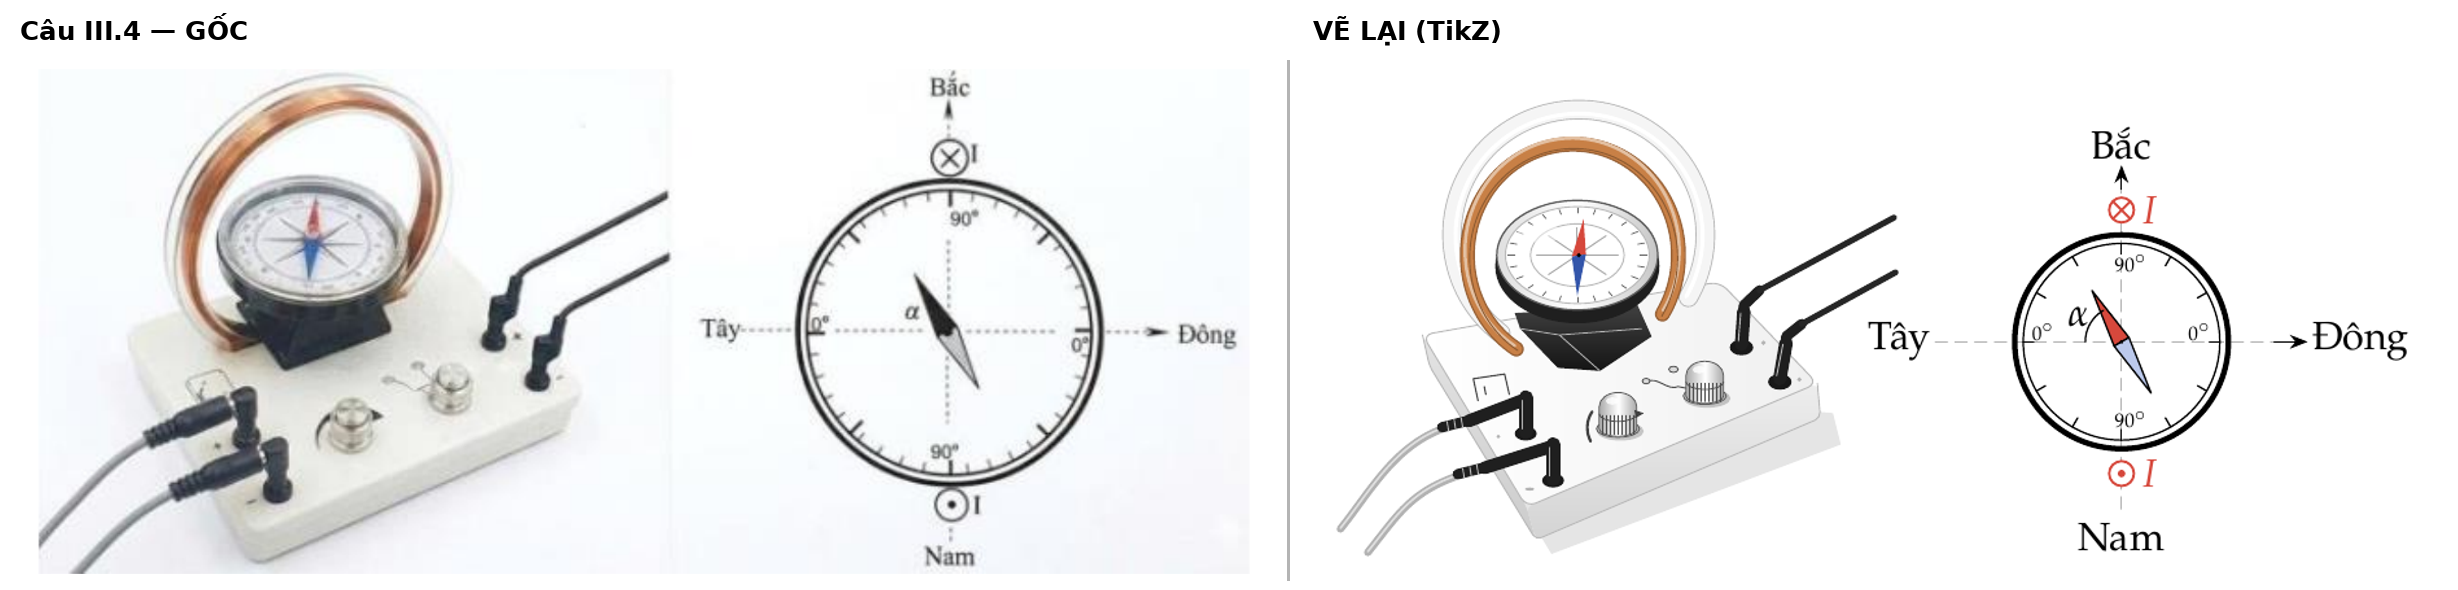 Câu III.4 — GỐC
VẼ LẠI (TikZ)
Bắc
I
90°
α
Tây
0°
0°
Đông
90°
I
Nam
+
-
+
-
Bắc
I
90°
α
Tây
0°
0°
Đông
90°
I
Nam